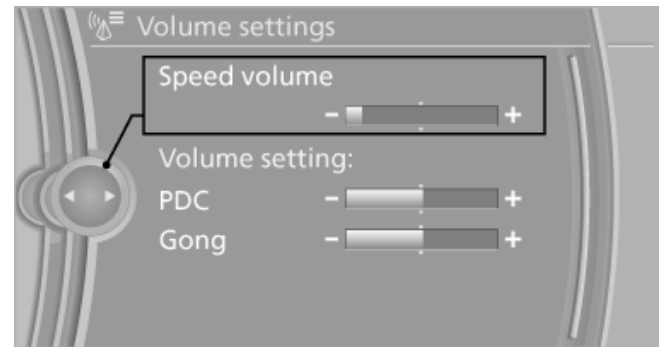 Volume settings
Speed volume
- +
Volume setting:
PDC - +
Gong - +